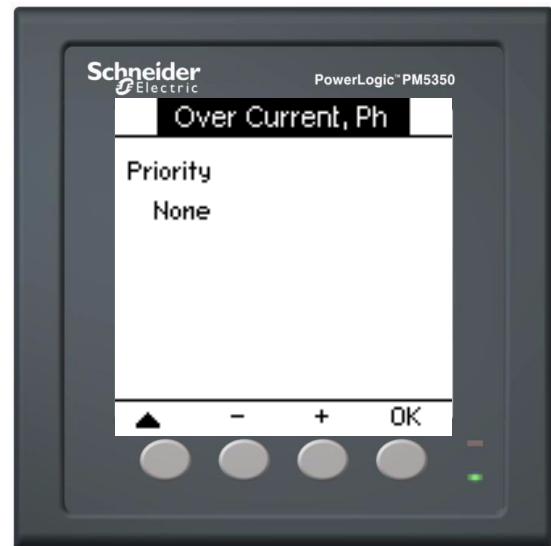 Schneider
Electric
PowerLogic™ PM5350
Over Current, Ph
Priority
None
- + OK